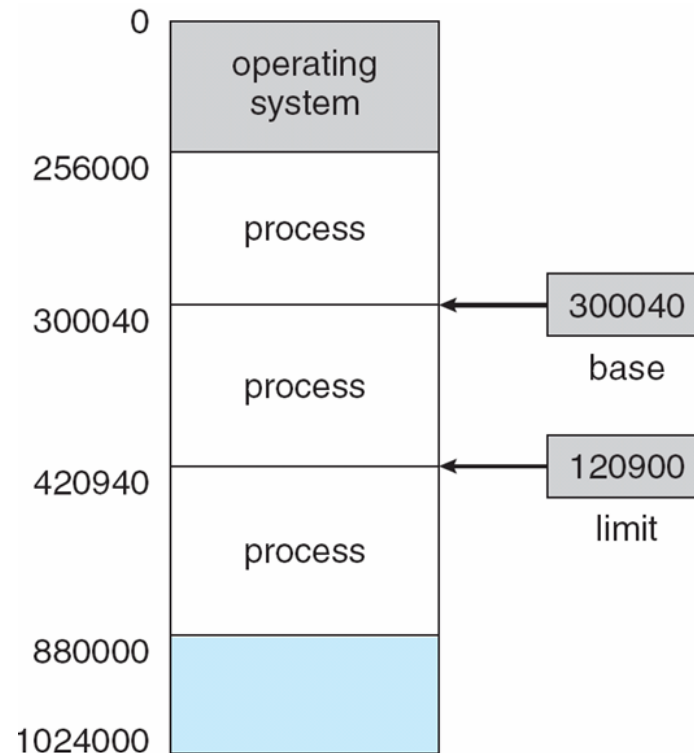 0
operating
system
256000
process
300040
300040
base
process
420940
120900
limit
process
880000
1024000